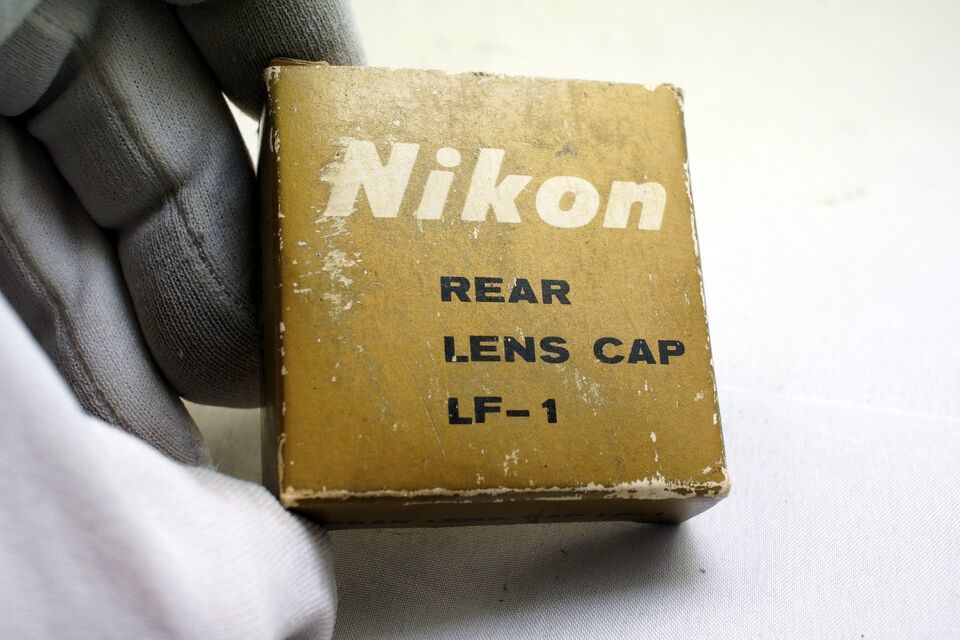 Nikon
REAR
LENS CAP
LF-1